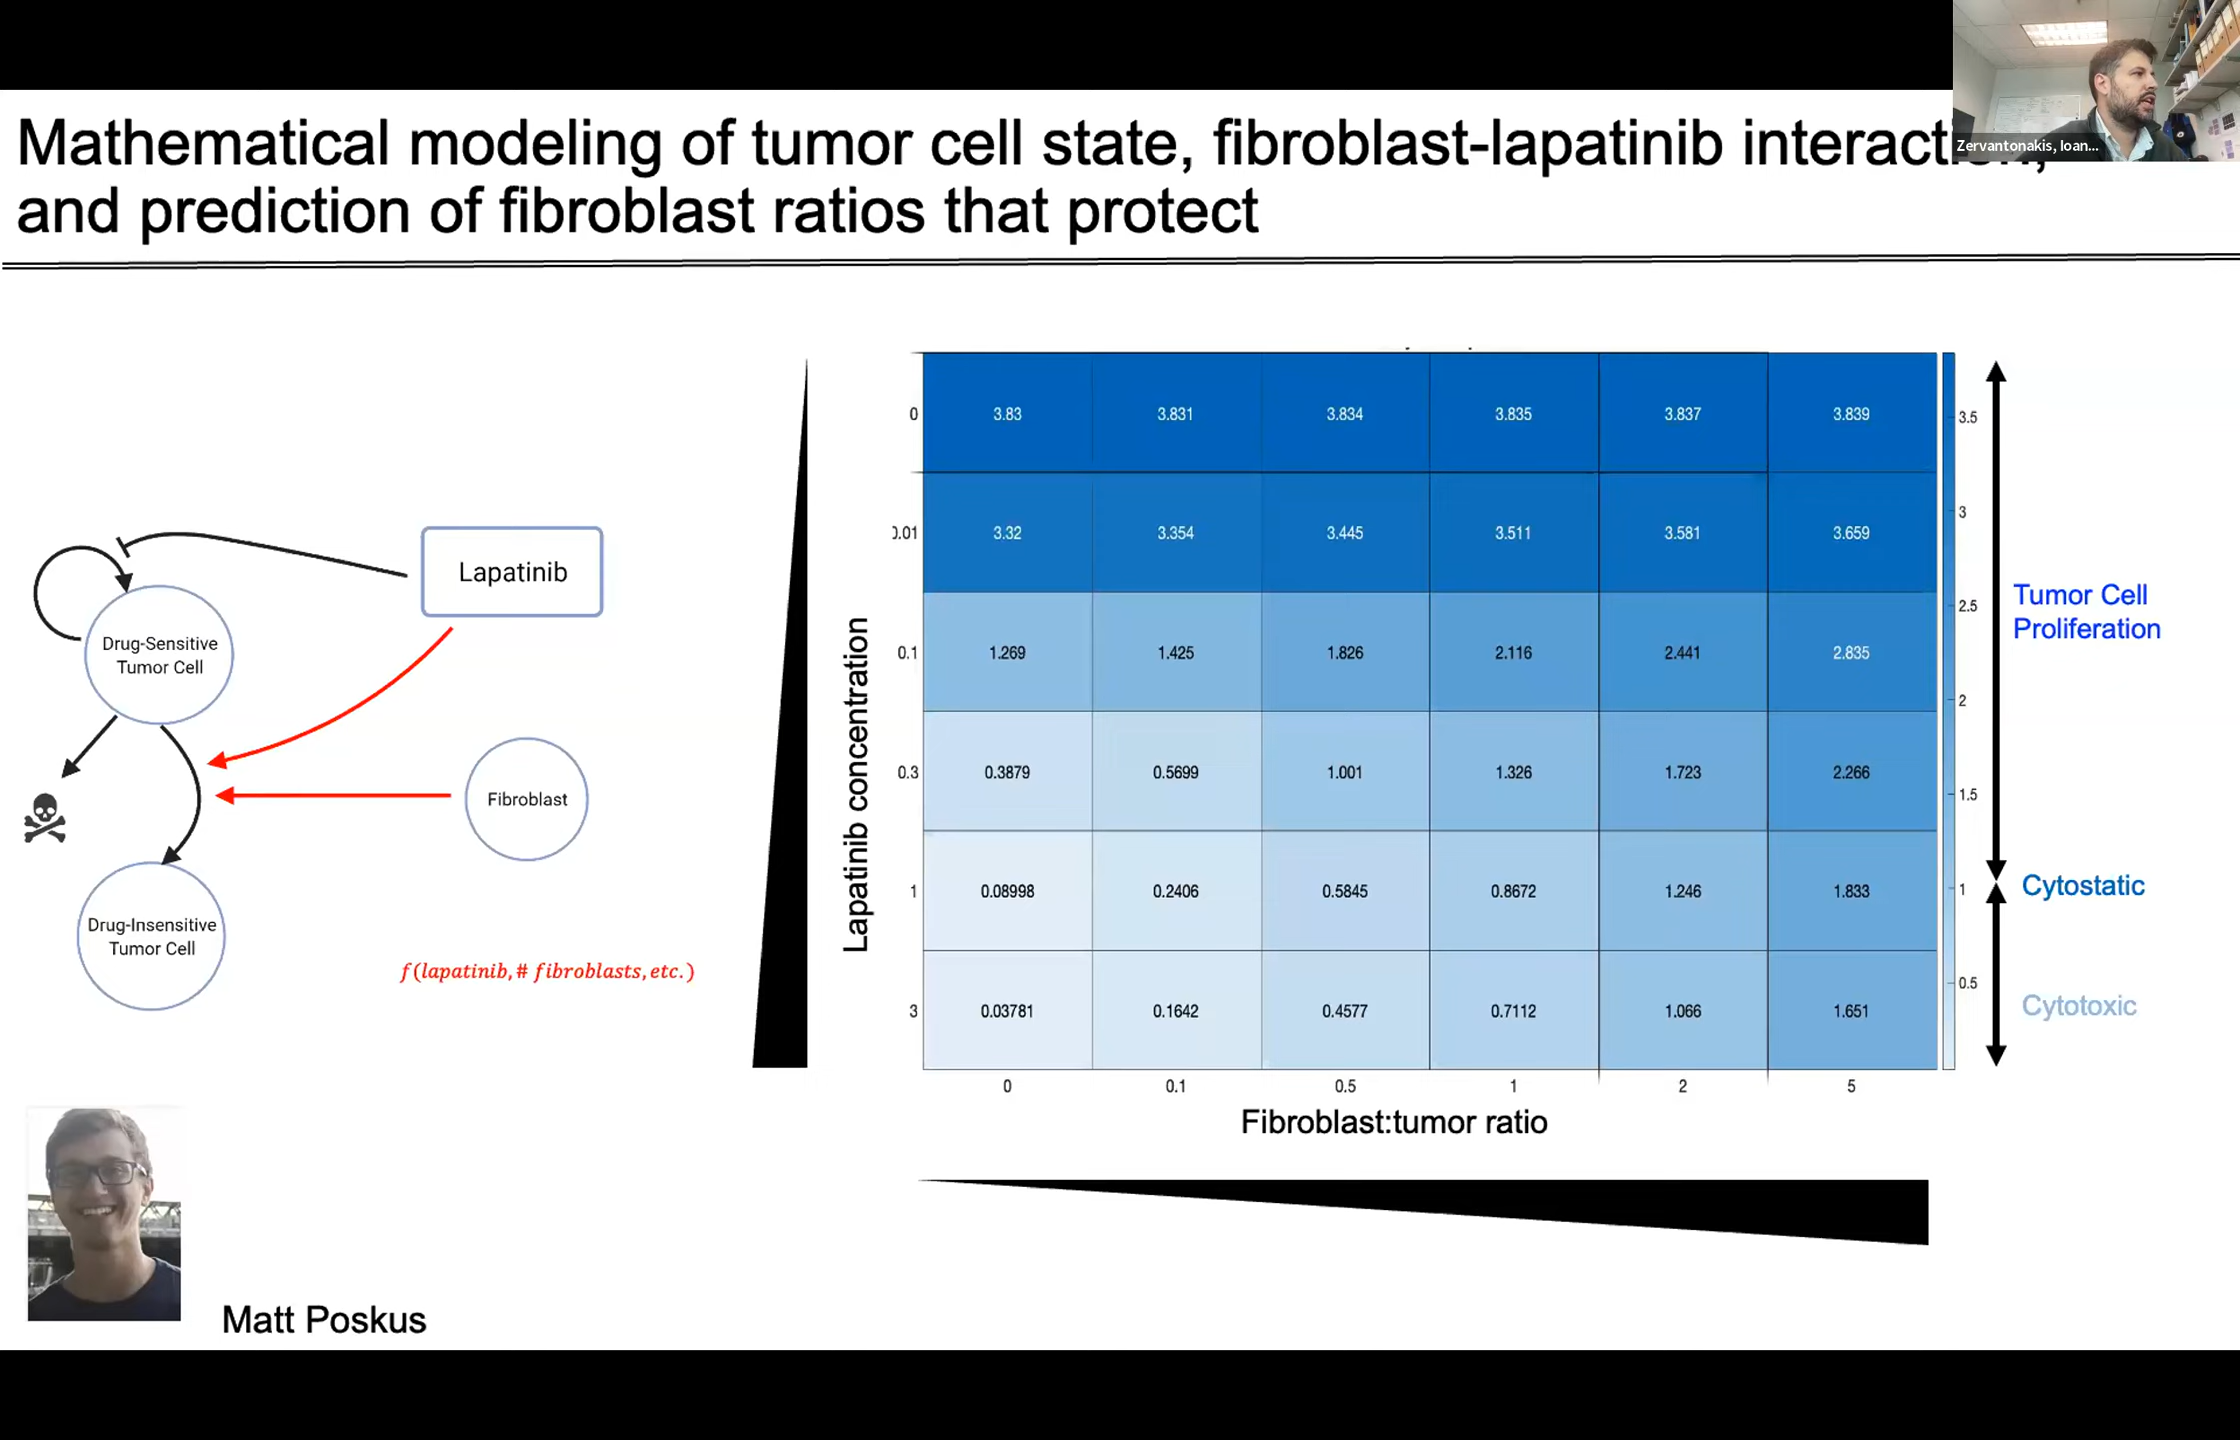 Zervantonakis, Ioan...
Mathematical modeling of tumor cell state, fibroblast-lapatinib interaction,
and prediction of fibroblast ratios that protect
Lapatinib
Drug-Sensitive
Tumor Cell
Fibroblast
Drug-Insensitive
Tumor Cell
f(lapatinib, # fibroblasts, etc.)
Matt Poskus
Lapatinib concentration
0 3.83 3.831 3.834 3.835 3.837 3.839
0.01 3.32 3.354 3.445 3.511 3.581 3.659
0.1 1.269 1.425 1.826 2.116 2.441 2.835
0.3 0.3879 0.5699 1.001 1.326 1.723 2.266
1 0.08998 0.2406 0.5845 0.8672 1.246 1.833
3 0.03781 0.1642 0.4577 0.7112 1.066 1.651
0 0.1 0.5 1 2 5
Fibroblast:tumor ratio
3.5
3
2.5
2
1.5
1
0.5
Tumor Cell
Proliferation
Cytostatic
Cytotoxic